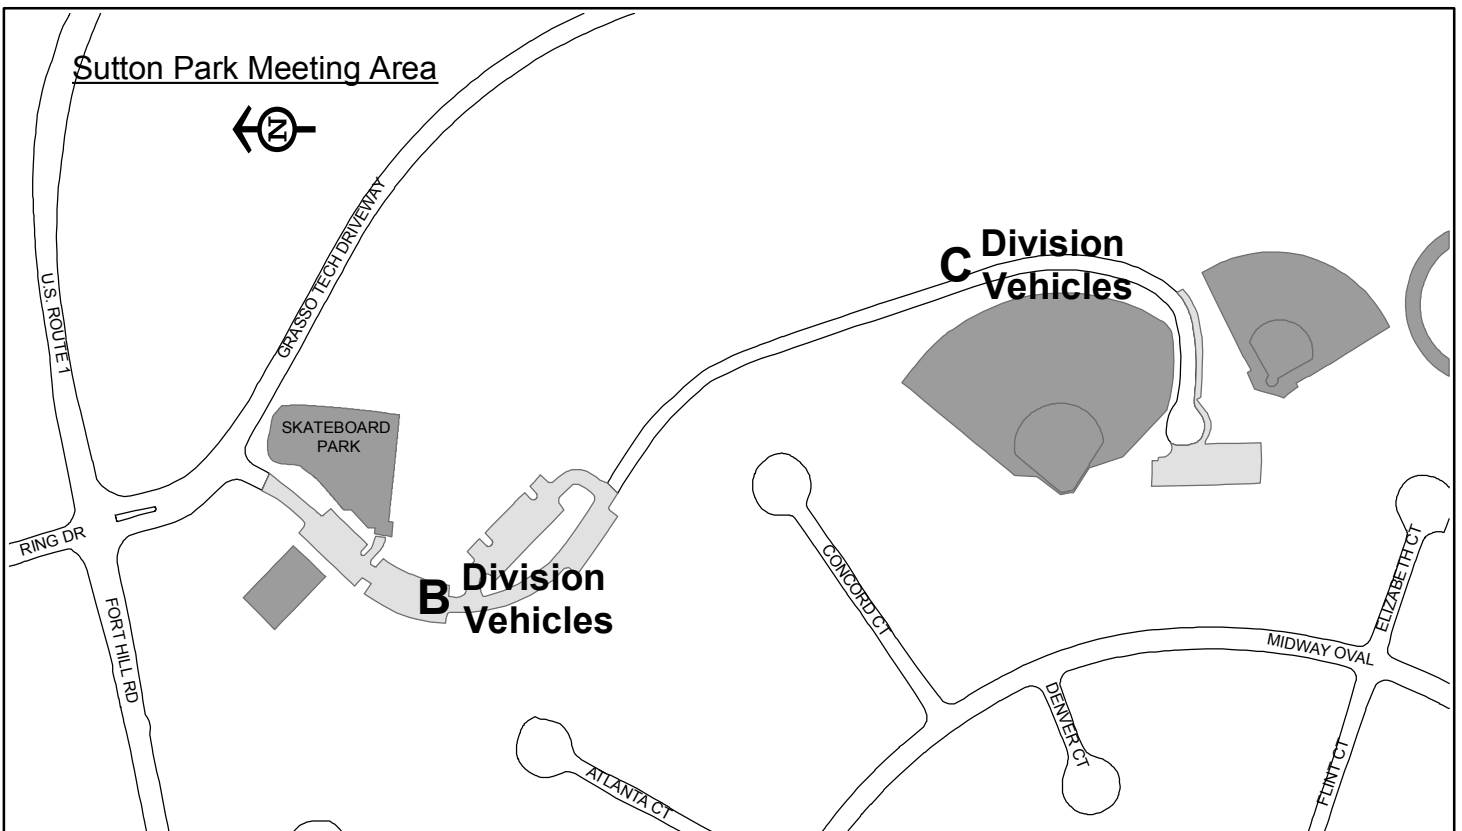 Sutton Park Meeting Area
N
GRASSO TECH DRIVEWAY
U.S. ROUTE 1
C Division
Vehicles
SKATEBOARD
PARK
RING DR
FORT HILL RD
B Division
Vehicles
CONCORD CT
ELIZABETH CT
MIDWAY OVAL
DENVER CT
FLINT CT
ATLANTA CT